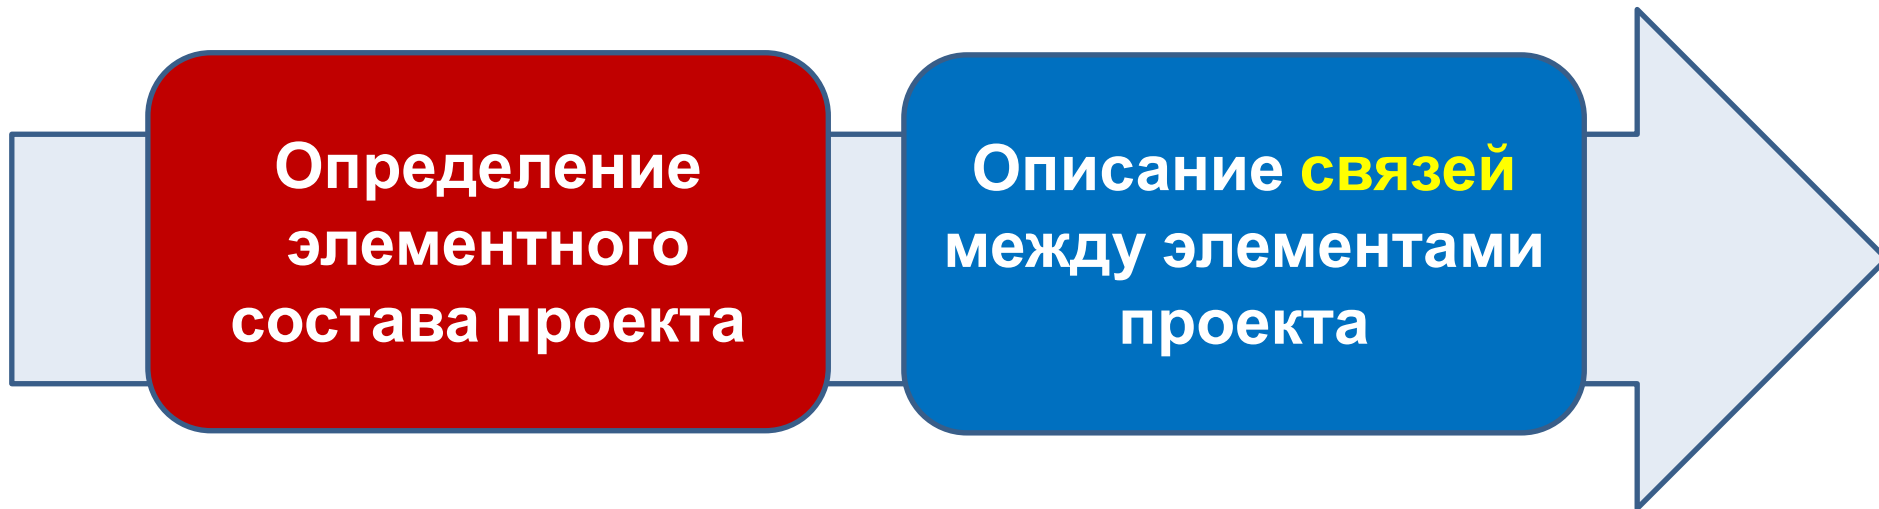 Определение
элементного
состава проекта
Описание связей
между элементами
проекта